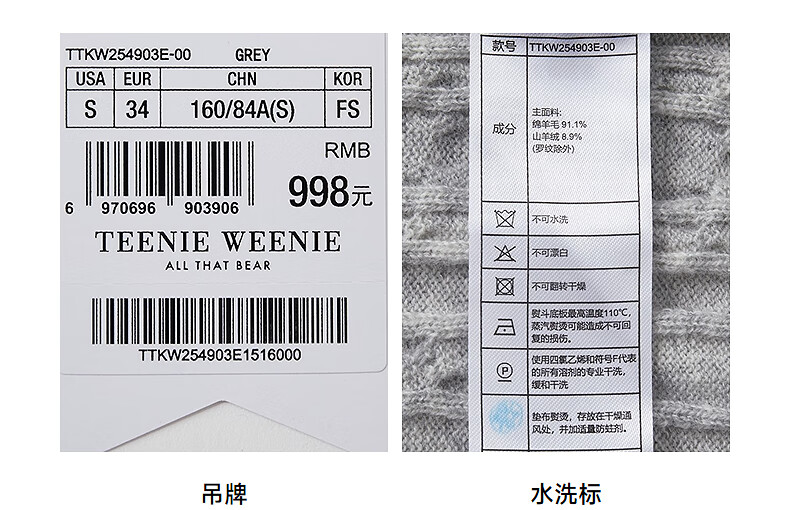 TTKW254903E-00 GREY
USA EUR CHN KOR
S 34 160/84A(S) FS
RMB
998元
6 970696 903906
TEENIE WEENIE
ALL THAT BEAR
TTKW254903E1516000
吊牌
款号 TTKW254903E-00
成分
主面料:
绵羊毛 91.1%
山羊绒 8.9%
(罗纹除外)
不可水洗
不可漂白
不可翻转干燥
熨斗底板最高温度110℃,
蒸汽熨烫可能造成不可回
复的损伤。
P
使用四氯乙烯和符号F代表
的所有溶剂的专业干洗,
缓和干洗
垫布熨烫，存放在干燥通
风处，并加适量防蛀剂。
水洗标